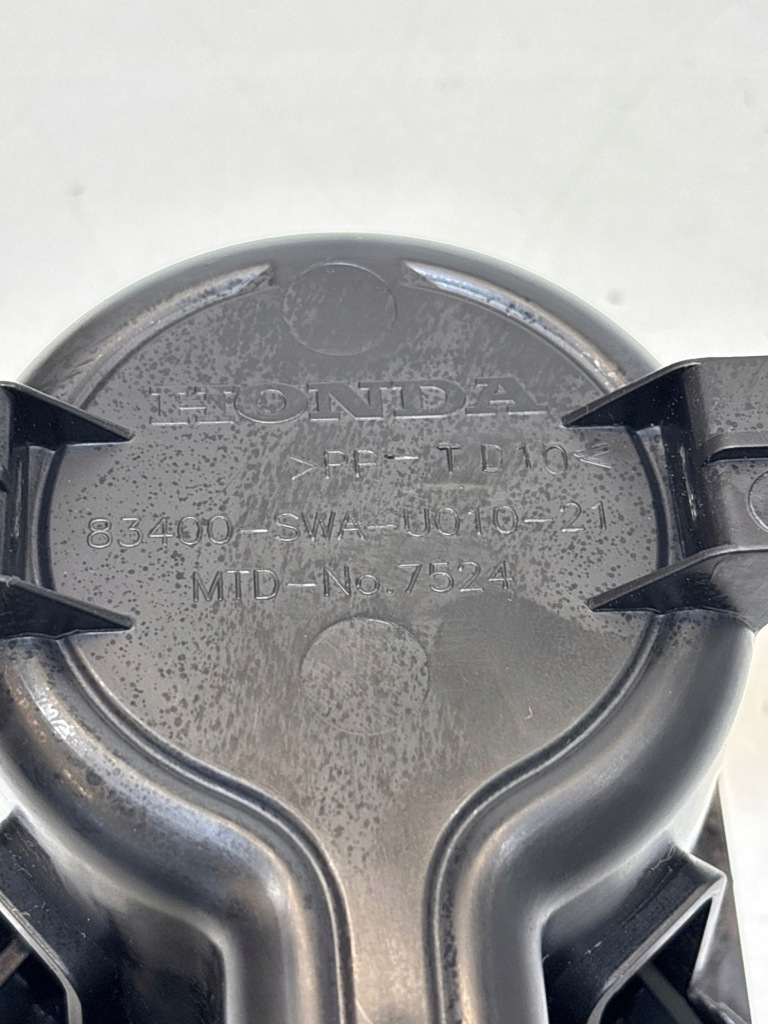 HONDA
>PP-TD10<
83400-SWA-U010-21
MTD-No.7524